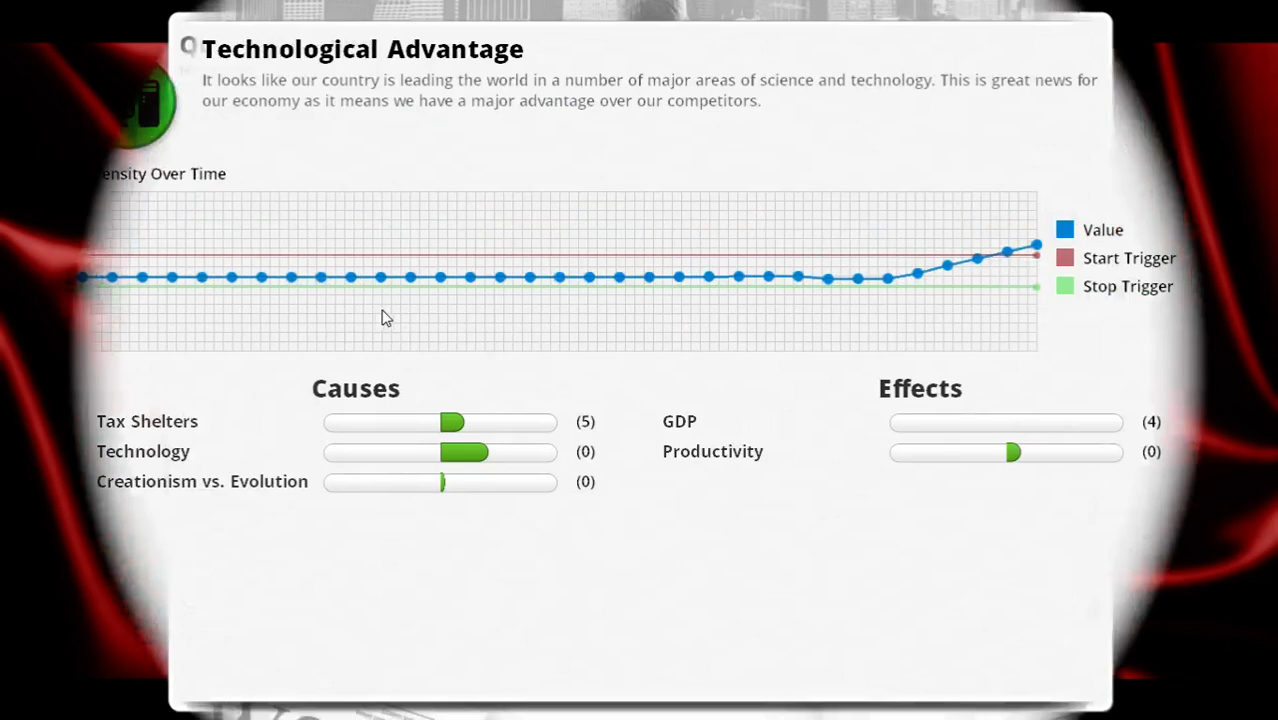 Technological Advantage
It looks like our country is leading the world in a number of major areas of science and technology. This is great news for
our economy as it means we have a major advantage over our competitors.
ensity Over Time
Value
Start Trigger
Stop Trigger
Causes
Effects
Tax Shelters (5)
GDP (4)
Technology (0)
Productivity (0)
Creationism vs. Evolution (0)